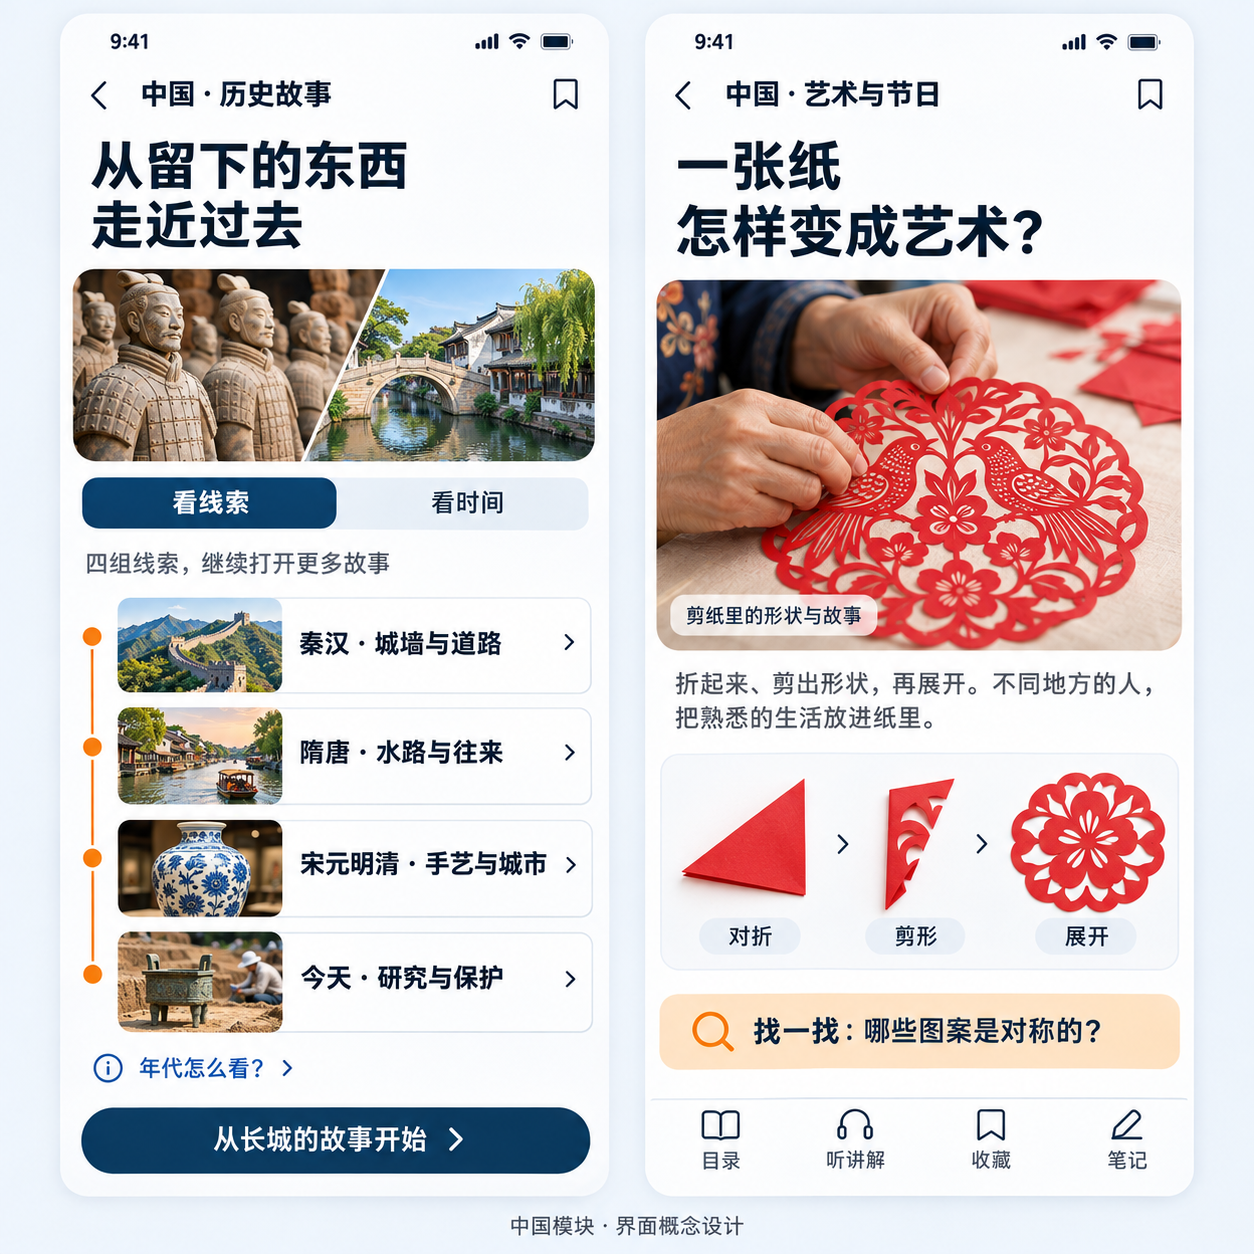 9:41
中国·历史故事
从留下的东西
走近过去
看线索
看时间
四组线索，继续打开更多故事
秦汉·城墙与道路
隋唐·水路与往来
宋元明清·手艺与城市
今天·研究与保护
年代怎么看？
从长城的故事开始
9:41
中国·艺术与节日
一张纸
怎样变成艺术？
剪纸里的形状与故事
折起来、剪出形状，再展开。不同地方的人，
把熟悉的生活放进纸里。
对折
剪形
展开
找一找：哪些图案是对称的？
目录
听讲解
收藏
笔记
中国模块·界面概念设计